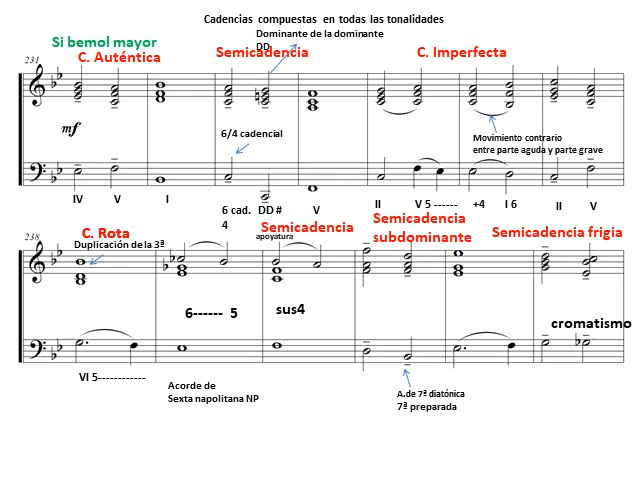 Cadencias compuestas en todas las tonalidades
Si bemol mayor
Dominante de la dominante
DD
C. Auténtica
Semicadencia
C. Imperfecta
231
mf
6/4 cadencial
Movimiento contrario
entre parte aguda y parte grave
IV V I
6 cad. DD # V
4
II V 5 ------ +4 I 6 II V
238
C. Rota
Duplicación de la 3ª
apoyatura
Semicadencia
Semicadencia
subdominante
Semicadencia frigia
6------ 5
sus4
cromatismo
VI 5------------
Acorde de
Sexta napolitana NP
A.de 7ª diatónica
7ª preparada